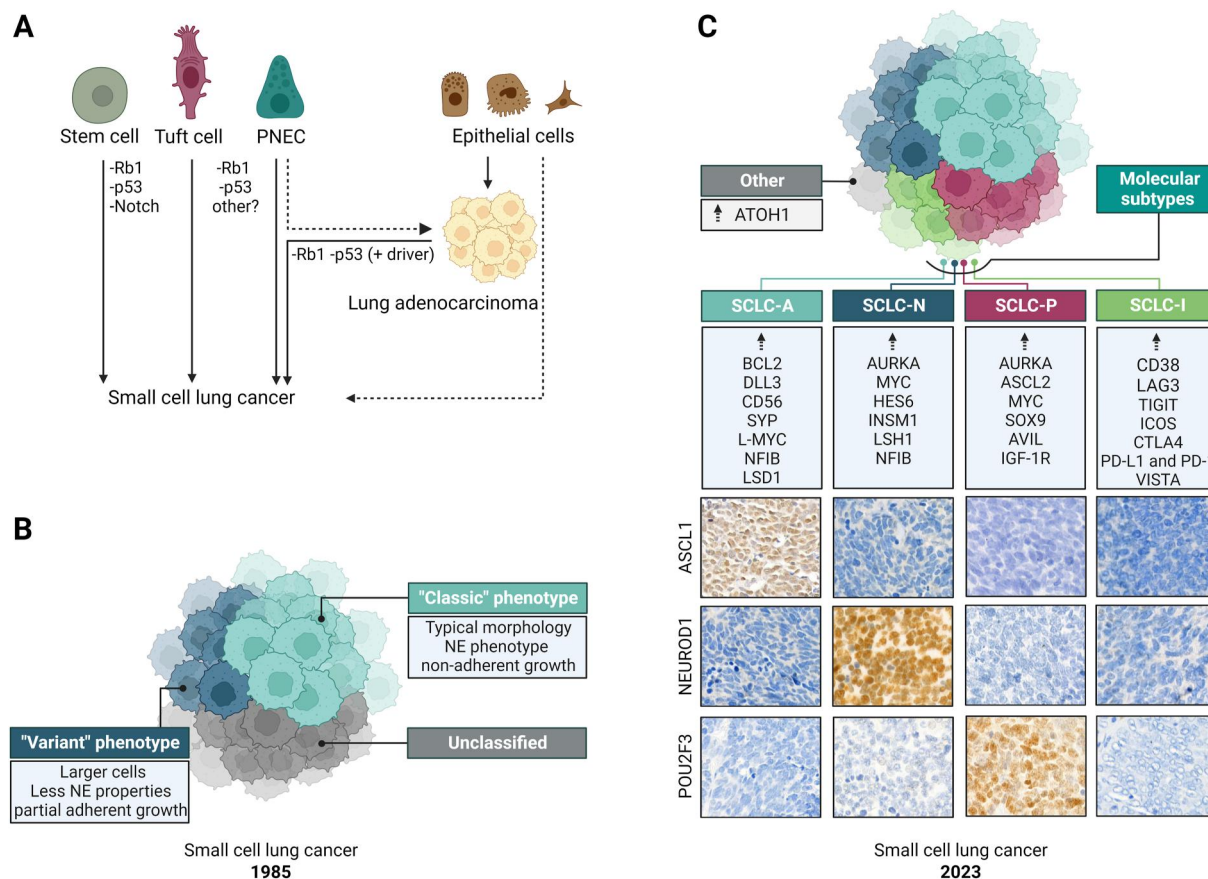 A
Stem cell
Tuft cell
PNEC
Epithelial cells
-Rb1
-p53
-Notch
-Rb1
-p53
other?
-Rb1 -p53 (+ driver)
Lung adenocarcinoma
Small cell lung cancer
B
"Classic" phenotype
Typical morphology
NE phenotype
non-adherent growth
"Variant" phenotype
Larger cells
Less NE properties
partial adherent growth
Unclassified
Small cell lung cancer
1985
C
Other
ATOH1
Molecular
subtypes
SCLC-A
BCL2
DLL3
CD56
SYP
L-MYC
NFIB
LSD1
SCLC-N
AURKA
MYC
HES6
INSM1
LSH1
NFIB
SCLC-P
AURKA
ASCL2
MYC
SOX9
AVIL
IGF-1R
SCLC-I
CD38
LAG3
TIGIT
ICOS
CTLA4
PD-L1 and PD-
VISTA
ASCL1
NEUROD1
POU2F3
Small cell lung cancer
2023